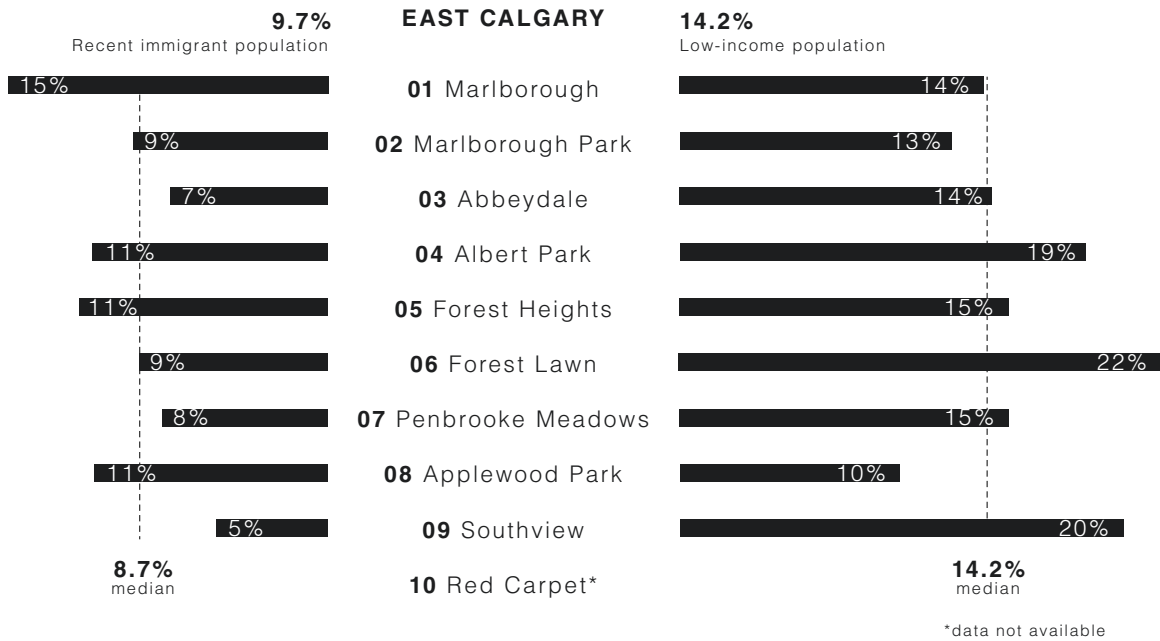 9.7%
EAST CALGARY
14.2%
Recent immigrant population
Low-income population
15%
01 Marlborough
14%
9%
02 Marlborough Park
13%
7%
03 Abbeydale
14%
11%
04 Albert Park
19%
11%
05 Forest Heights
15%
9%
06 Forest Lawn
22%
8%
07 Penbrooke Meadows
15%
11%
08 Applewood Park
10%
5%
09 Southview
20%
8.7%
median
10 Red Carpet*
14.2%
median
*data not available